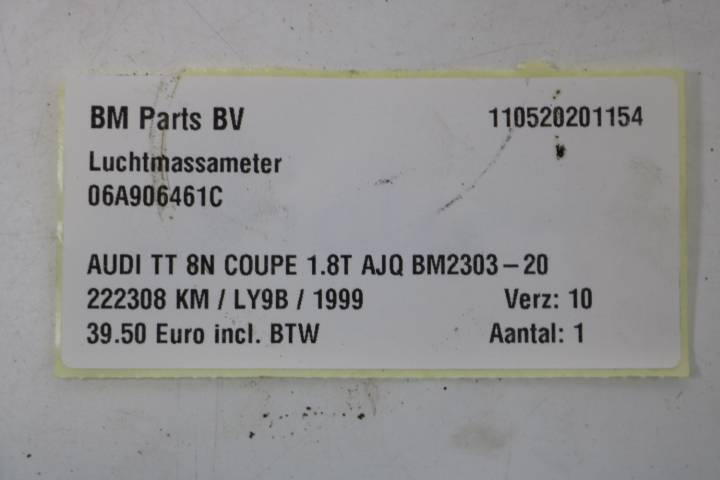 BM Parts BV 110520201154
Luchtmassameter
06A906461C
AUDI TT 8N COUPE 1.8T AJQ BM2303-20
222308 KM / LY9B / 1999 Verz: 10
39.50 Euro incl. BTW Aantal: 1